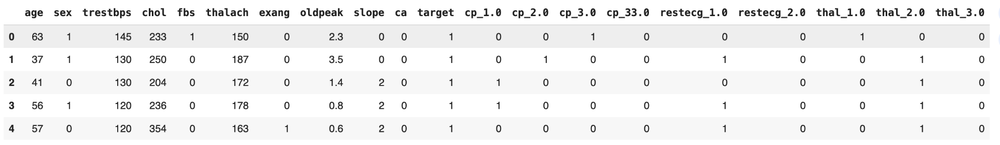 age sex trestbps chol fbs thalach exang oldpeak slope ca target cp_1.0 cp_2.0 cp_3.0 cp_33.0 restecg_1.0 restecg_2.0 thal_1.0 thal_2.0 thal_3.0
0 63 1 145 233 1 150 0 2.3 0 0 1 0 0 1 0 0 0 1 0 0
1 37 1 130 250 0 187 0 3.5 0 0 1 0 1 0 0 1 0 0 1 0
2 41 0 130 204 0 172 0 1.4 2 0 1 1 0 0 0 0 0 0 1 0
3 56 1 120 236 0 178 0 0.8 2 0 1 1 0 0 0 1 0 0 1 0
4 57 0 120 354 0 163 1 0.6 2 0 1 0 0 0 0 1 0 0 1 0